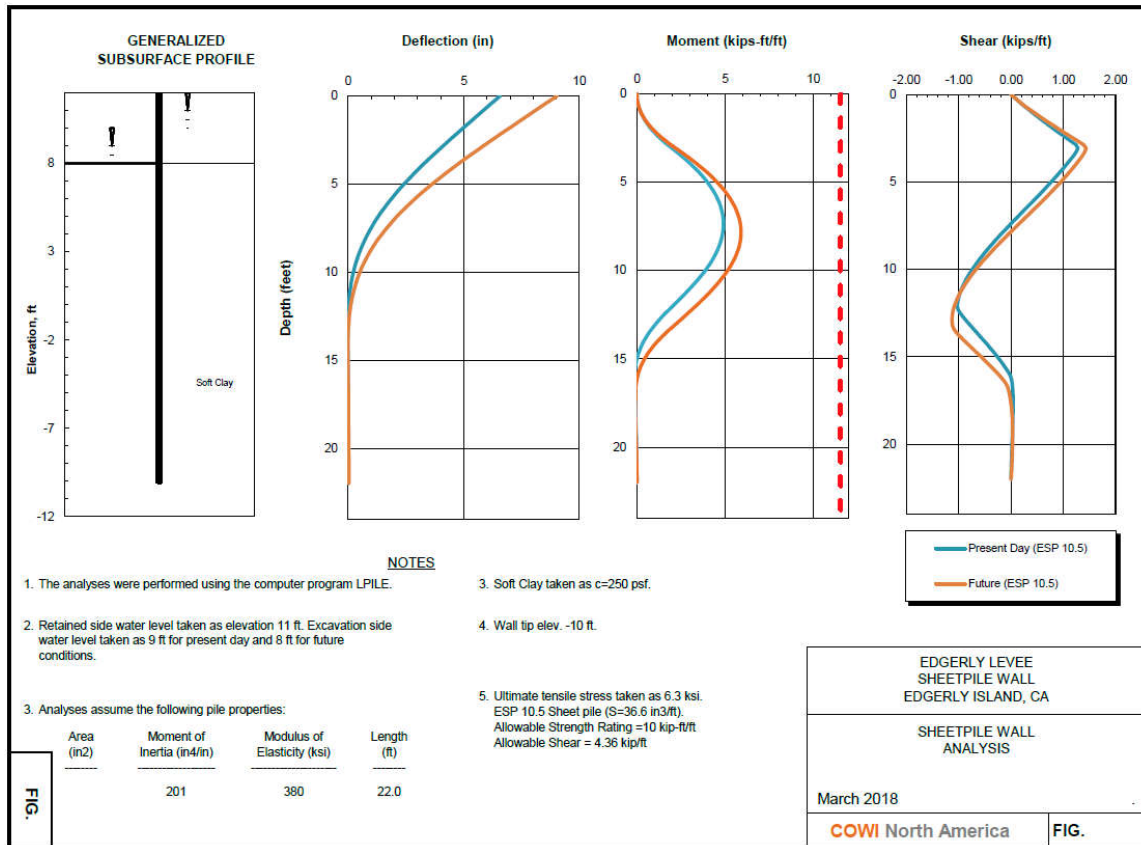 GENERALIZED
SUBSURFACE PROFILE
Elevation, ft
8
3
-2
-7
-12
Soft Clay
Deflection (in)
0 5 10
Depth (feet)
0
5
10
15
20
Moment (kips-ft/ft)
0 5 10
0
5
10
15
20
Shear (kips/ft)
-2.00 -1.00 0.00 1.00 2.00
0
5
10
15
20
Present Day (ESP 10.5)
Future (ESP 10.5)
NOTES
1. The analyses were performed using the computer program LPILE.
2. Retained side water level taken as elevation 11 ft. Excavation side
water level taken as 9 ft for present day and 8 ft for future
conditions.
3. Analyses assume the following pile properties:
Area Moment of Modulus of Length
(in2) Inertia (in4/in) Elasticity (ksi) (ft)
201 380 22.0
3. Soft Clay taken as c=250 psf.
4. Wall tip elev. -10 ft.
5. Ultimate tensile stress taken as 6.3 ksi.
ESP 10.5 Sheet pile (S=36.6 in3/ft).
Allowable Strength Rating =10 kip-ft/ft
Allowable Shear = 4.36 kip/ft
FIG.
EDGERLY LEVEE
SHEETPILE WALL
EDGERLY ISLAND, CA
SHEETPILE WALL
ANALYSIS
March 2018
COWI North America
FIG.